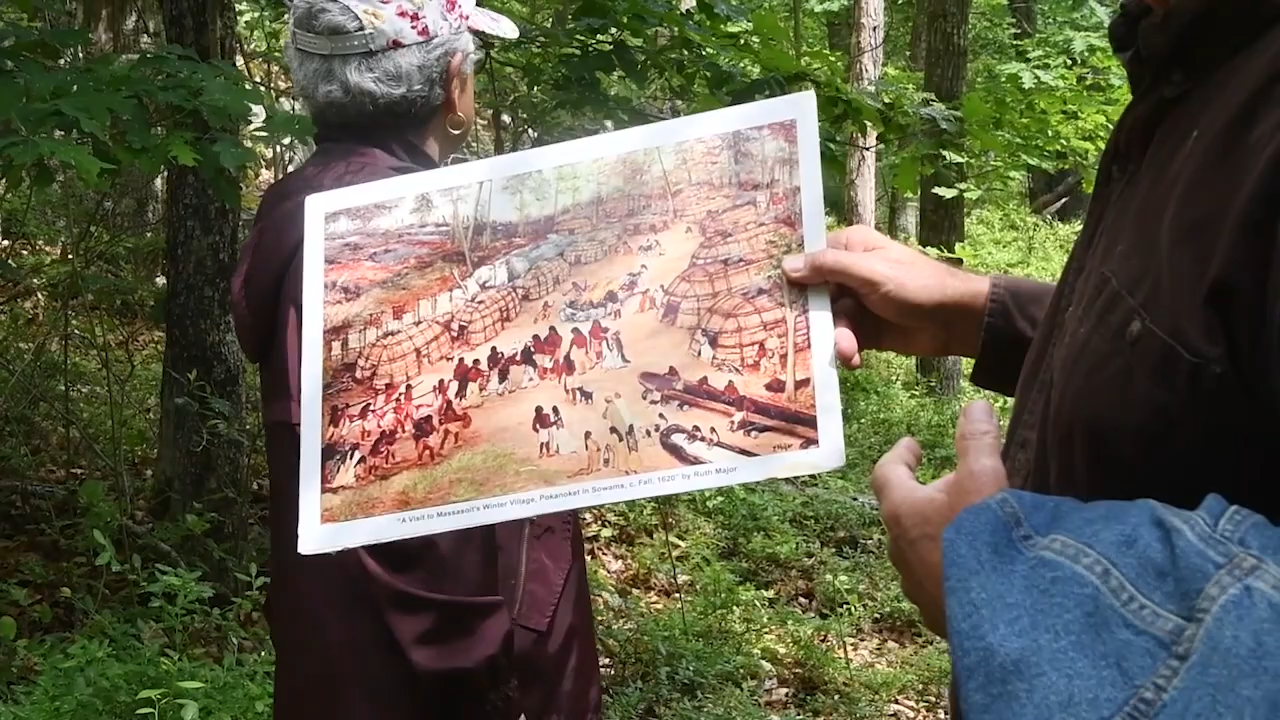 "A Visit to Massasoit's Winter Village, Pokanoket in Sowams, c. Fall, 1620" by Ruth Major